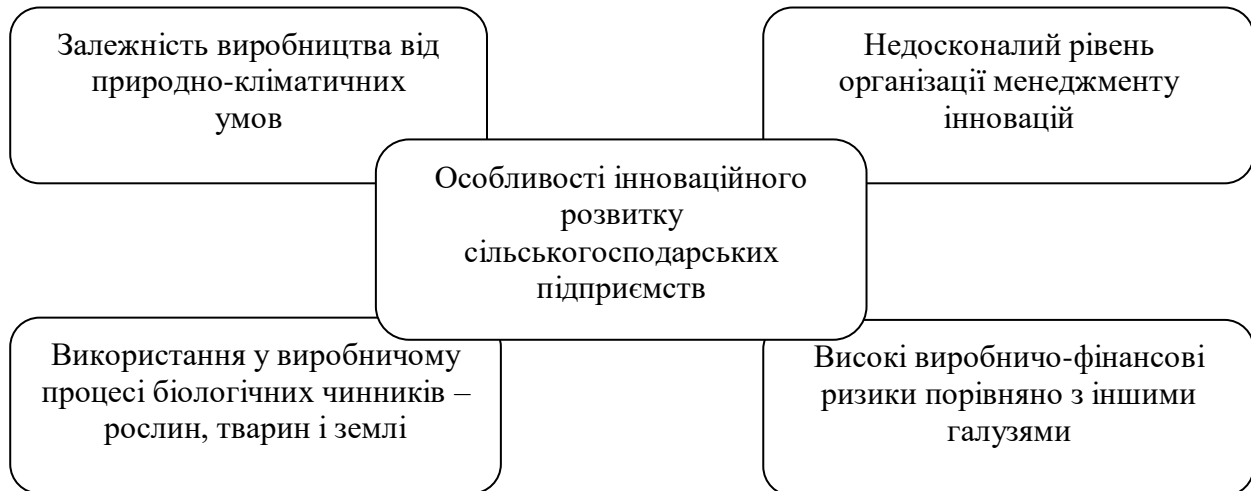 Залежність виробництва від
природно-кліматичних
умов
Недосконалий рівень
організації менеджменту
інновацій
Особливості інноваційного
розвитку
сільськогосподарських
підприємств
Використання у виробничому
процесі біологічних чинників –
рослин, тварин і землі
Високі виробничо-фінансові
ризики порівняно з іншими
галузями